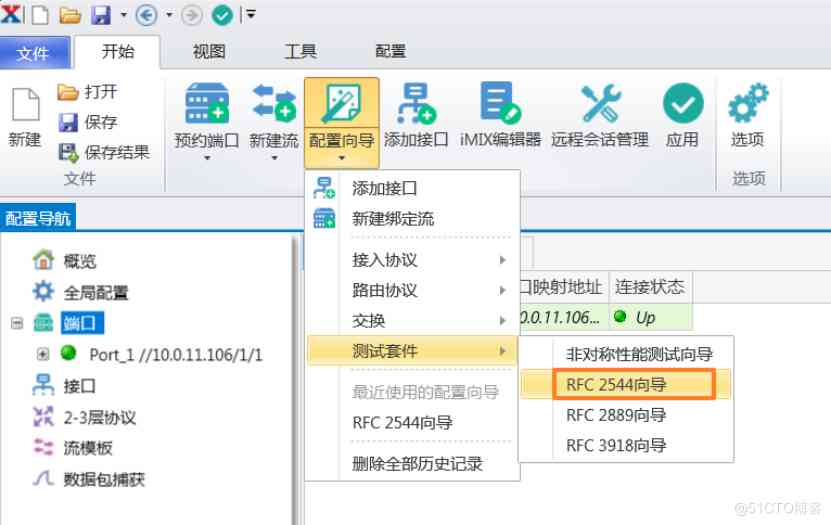 文件 开始 视图 工具 配置
新建 打开 保存 保存结果
预约端口 新建流 配置向导 添加接口 iMIX编辑器 远程会话管理 应用 选项
文件 选项
配置导航
概览
全局配置
端口
Port_1 //10.0.11.106/1/1
接口
2-3层协议
流模板
数据包捕获
添加接口
新建绑定流
接入协议
路由协议
交换
测试套件
最近使用的配置向导
RFC 2544向导
删除全部历史记录
口映射地址 连接状态
0.0.11.106... Up
非对称性能测试向导
RFC 2544向导
RFC 2889向导
RFC 3918向导
@51CTO博客